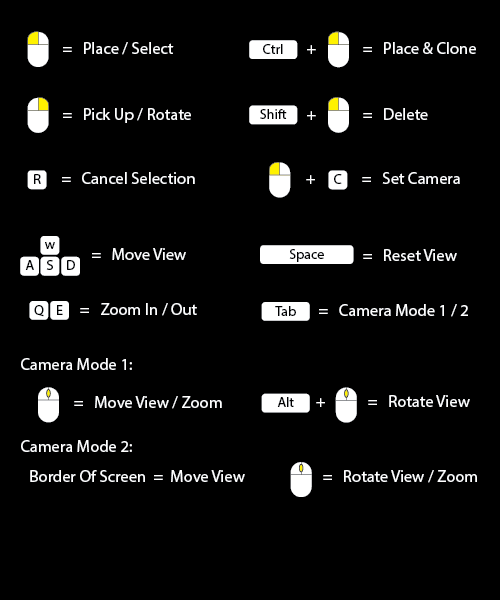 = Place / Select
Ctrl + = Place & Clone
= Pick Up / Rotate
Shift + = Delete
R = Cancel Selection
+ C = Set Camera
W
A S D = Move View
Space = Reset View
Q E = Zoom In / Out
Tab = Camera Mode 1 / 2
Camera Mode 1:
= Move View / Zoom
Alt + = Rotate View
Camera Mode 2:
Border Of Screen = Move View
= Rotate View / Zoom